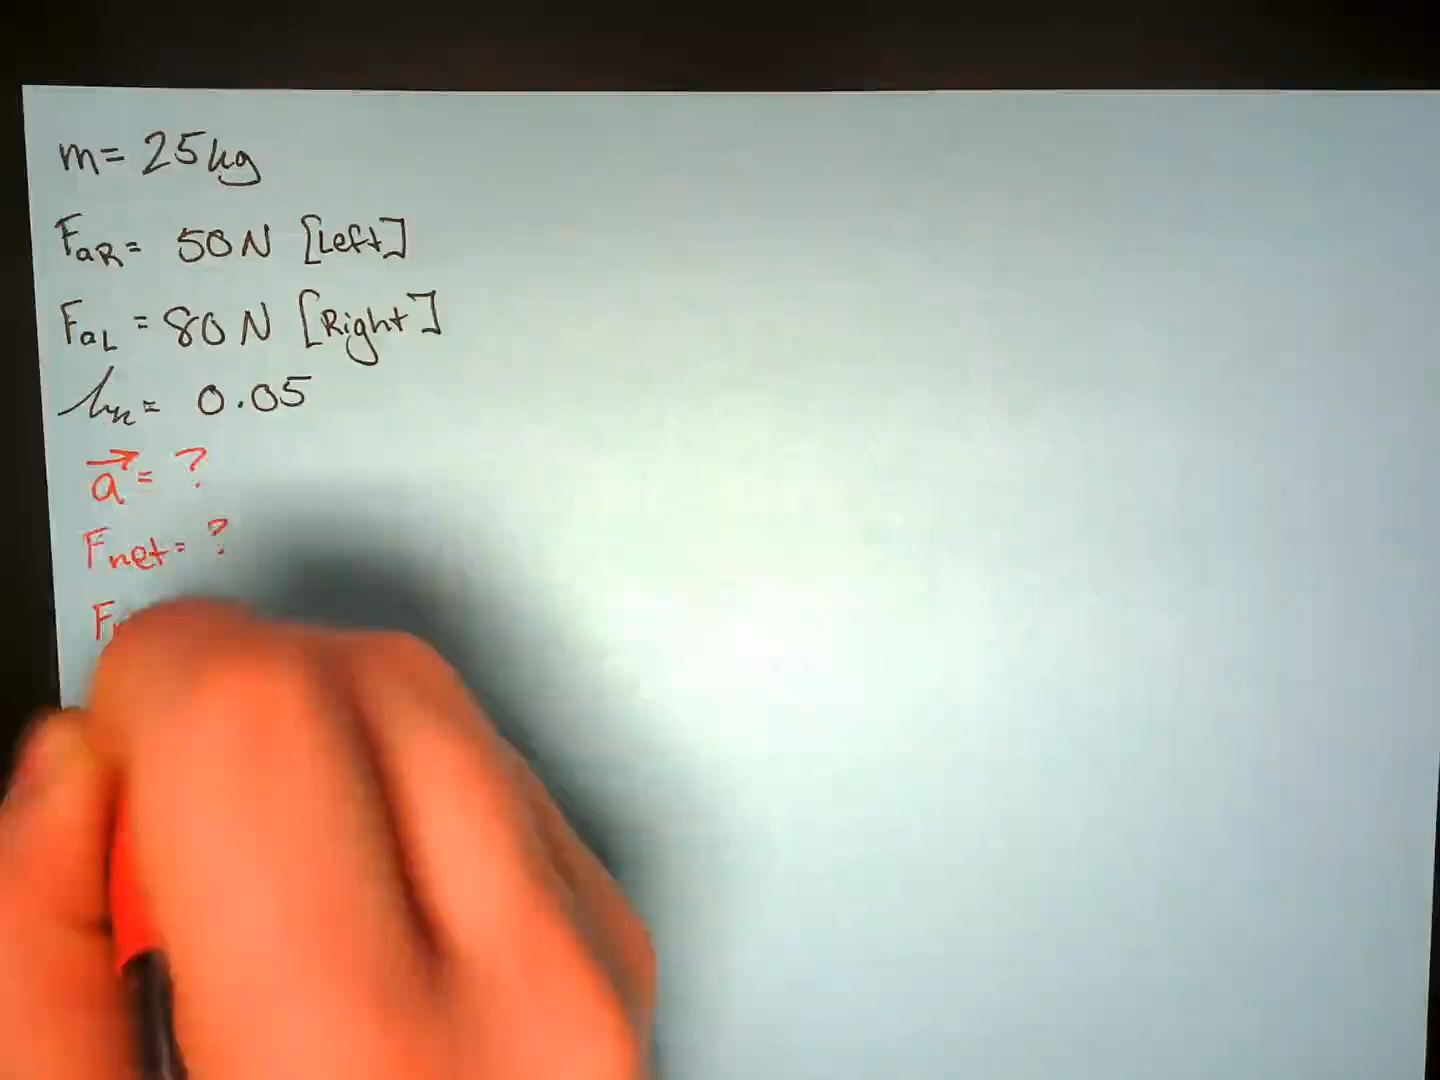 m= 25kg
FaR= 50N [Left]
FaL = 80N [Right]
μk= 0.05
a⃗= ?
Fnet= ?
F